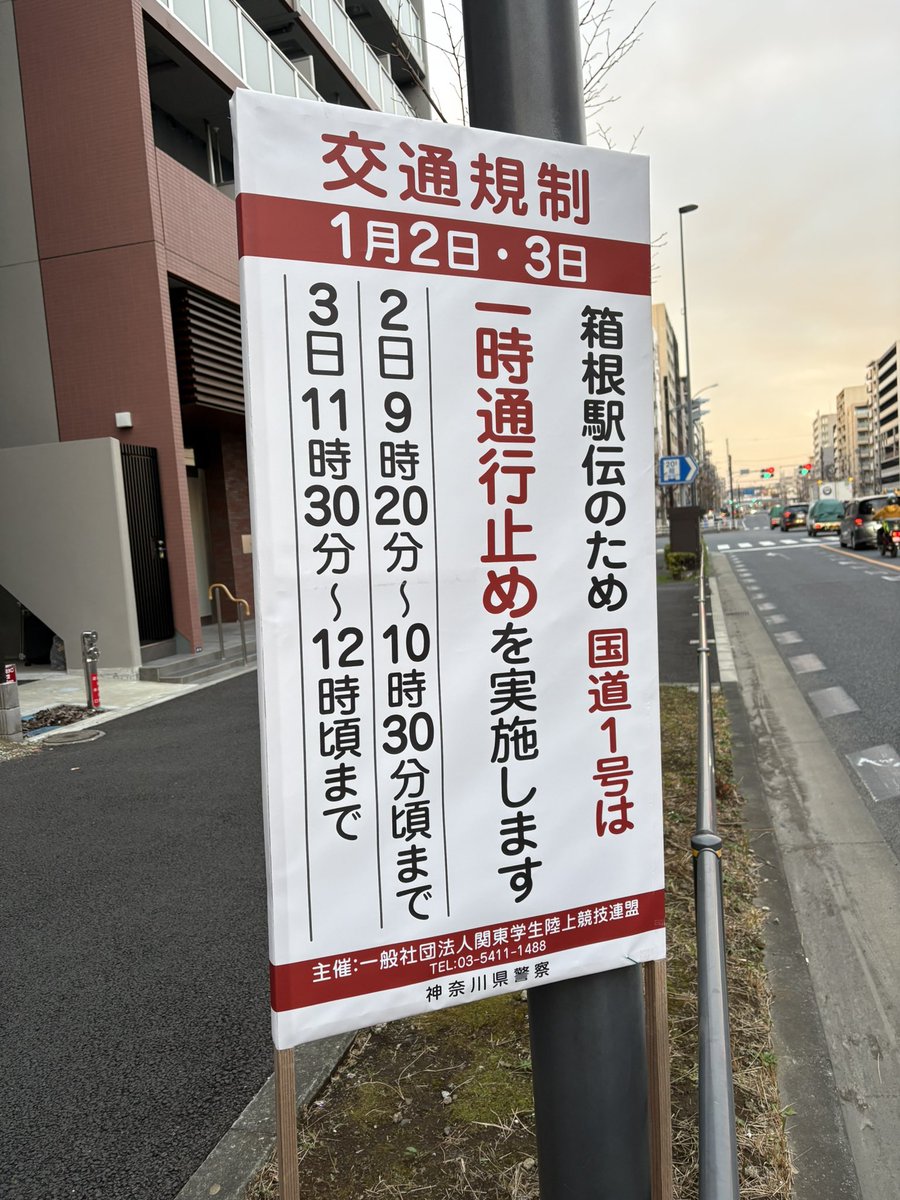 交通規制
1月2日・3日
箱根駅伝のため 国道1号は
一時通行止めを実施します
2日9時20分～10時30分頃まで
3日11時30分～12時頃まで
主催:一般社団法人関東学生陸上競技連盟
TEL:03-5411-1488
神奈川県警察